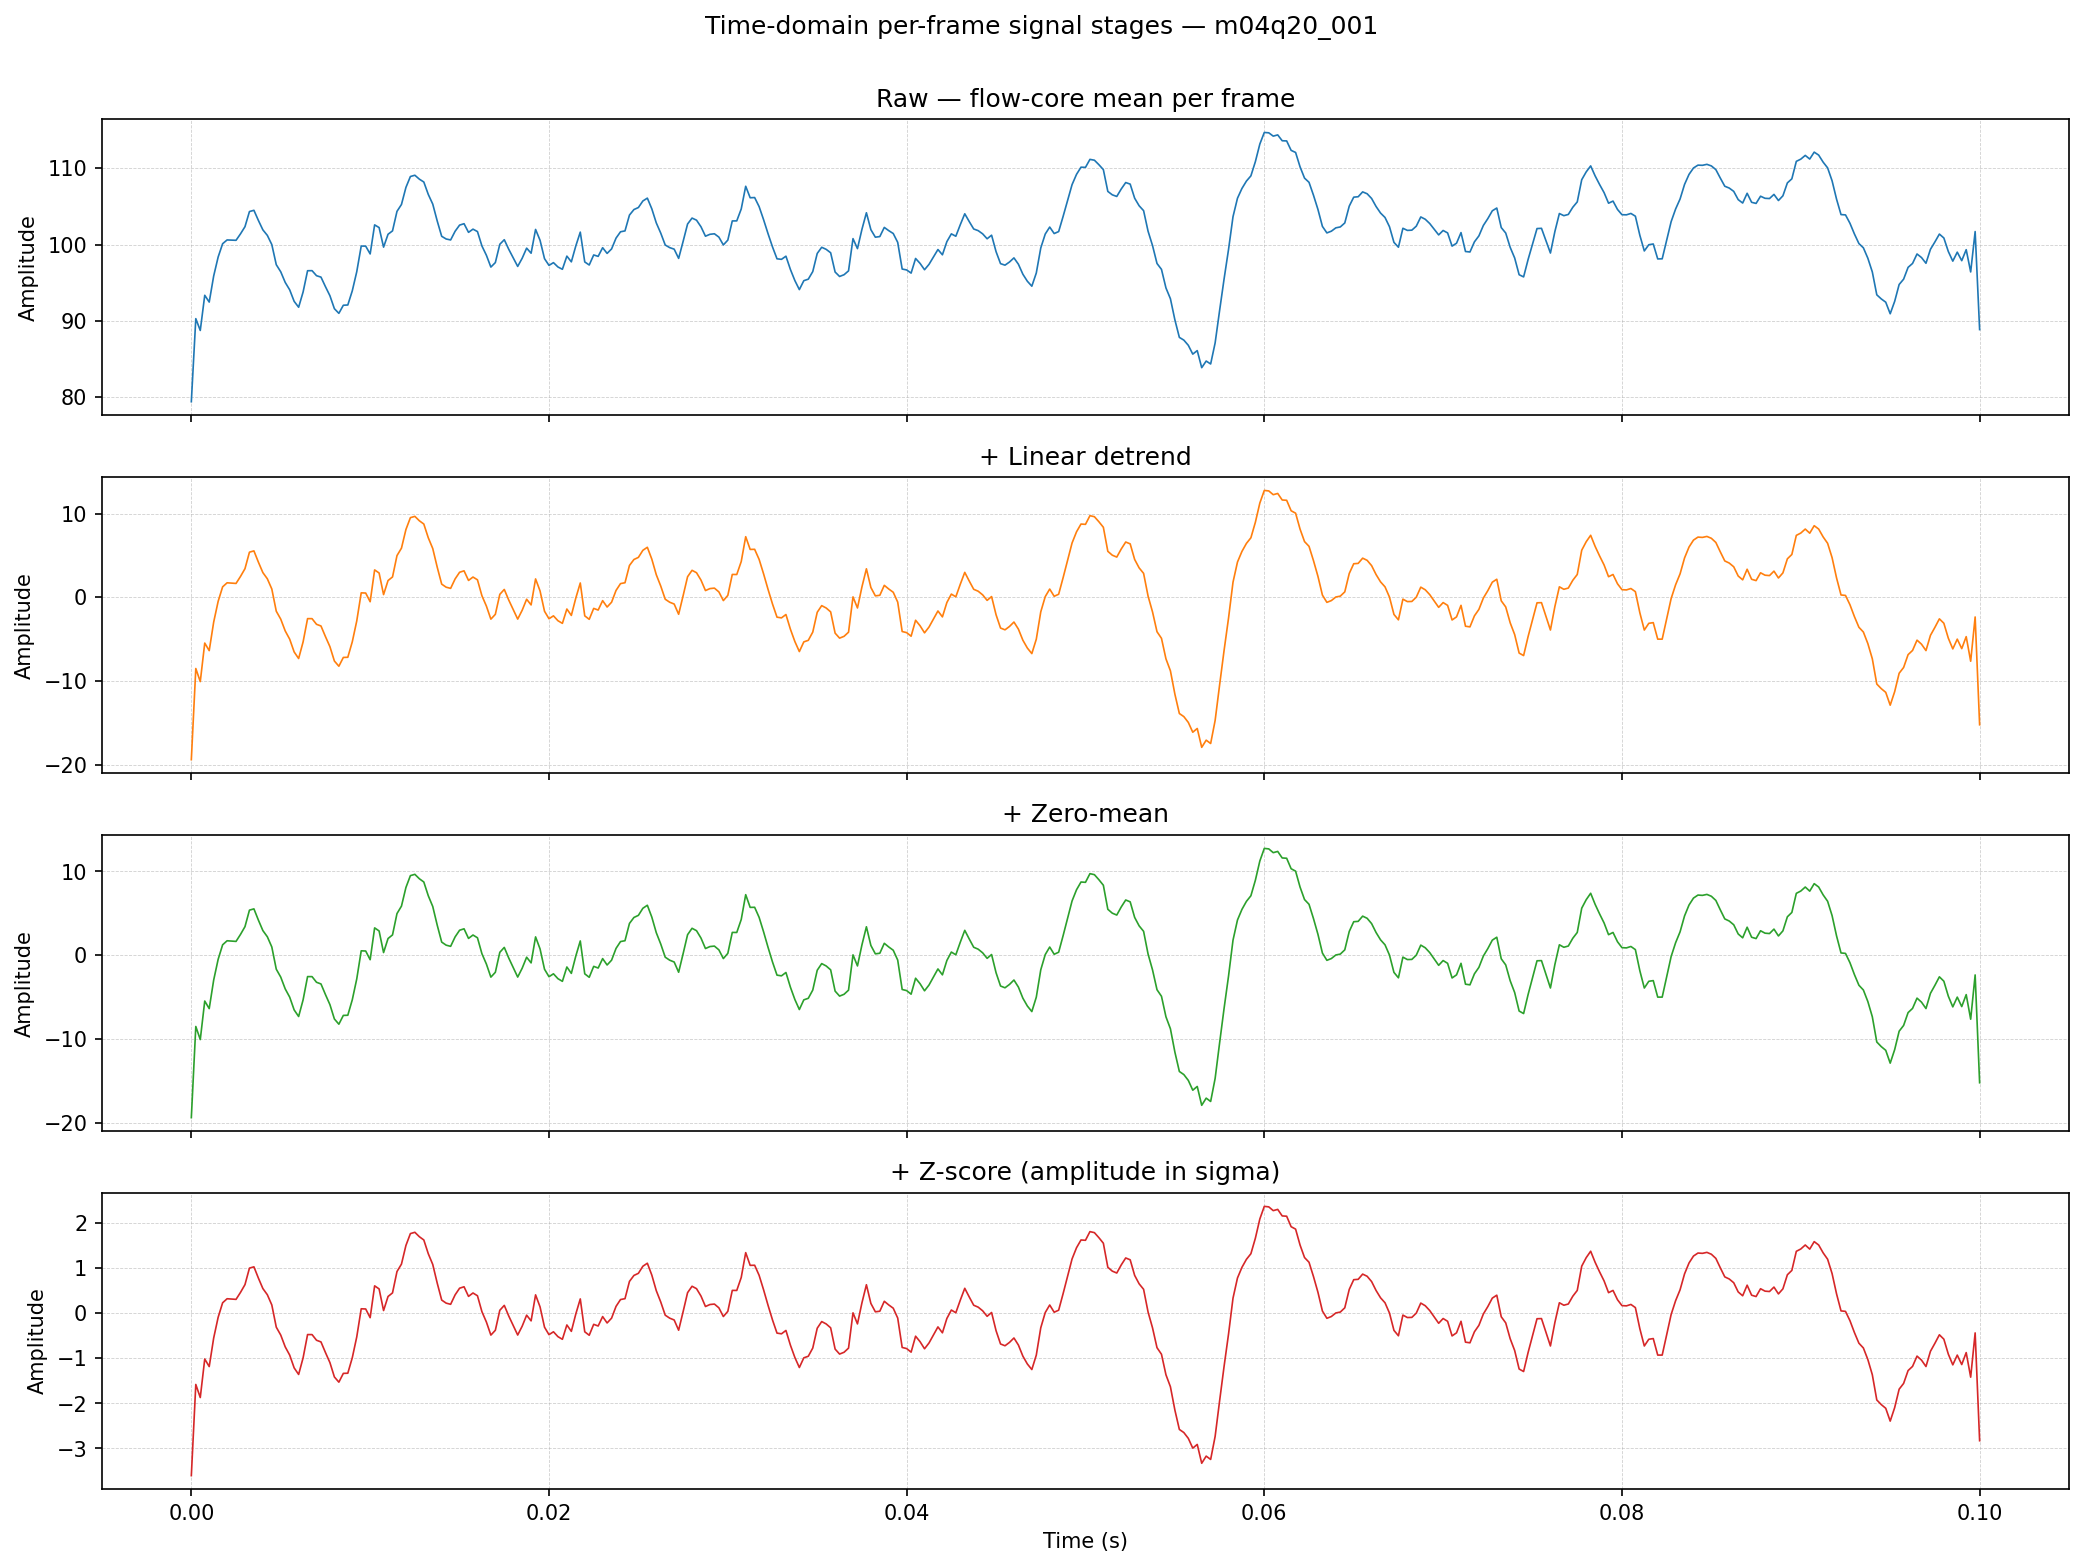 Time-domain per-frame signal stages — m04q20_001
Raw — flow-core mean per frame
Amplitude
110
100
90
80
+ Linear detrend
Amplitude
10
0
−10
−20
+ Zero-mean
Amplitude
10
0
−10
−20
+ Z-score (amplitude in sigma)
Amplitude
2
1
0
−1
−2
−3
0.00 0.02 0.04 0.06 0.08 0.10
Time (s)